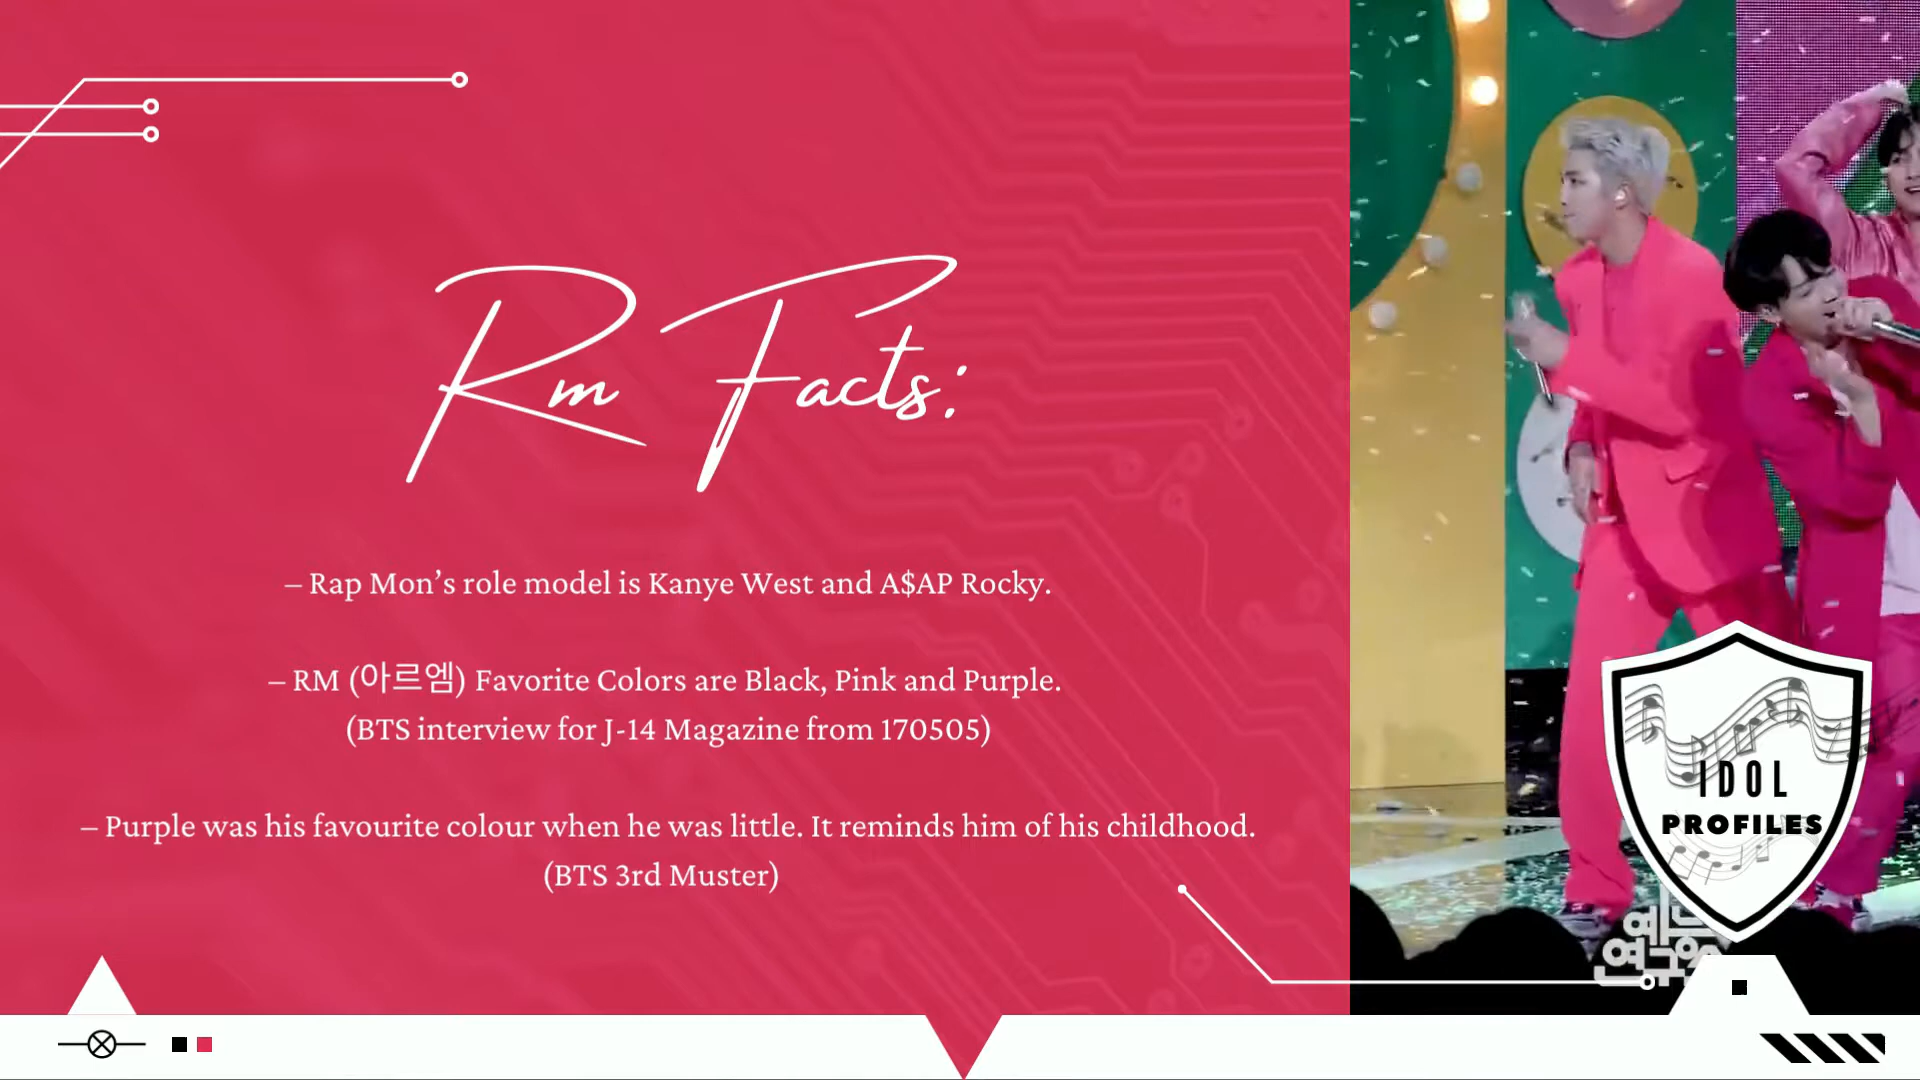 Rm Facts:
– Rap Mon’s role model is Kanye West and A$AP Rocky.
– RM (아르엠) Favorite Colors are Black, Pink and Purple.
(BTS interview for J-14 Magazine from 170505)
– Purple was his favourite colour when he was little. It reminds him of his childhood.
(BTS 3rd Muster)
IDOL
PROFILES